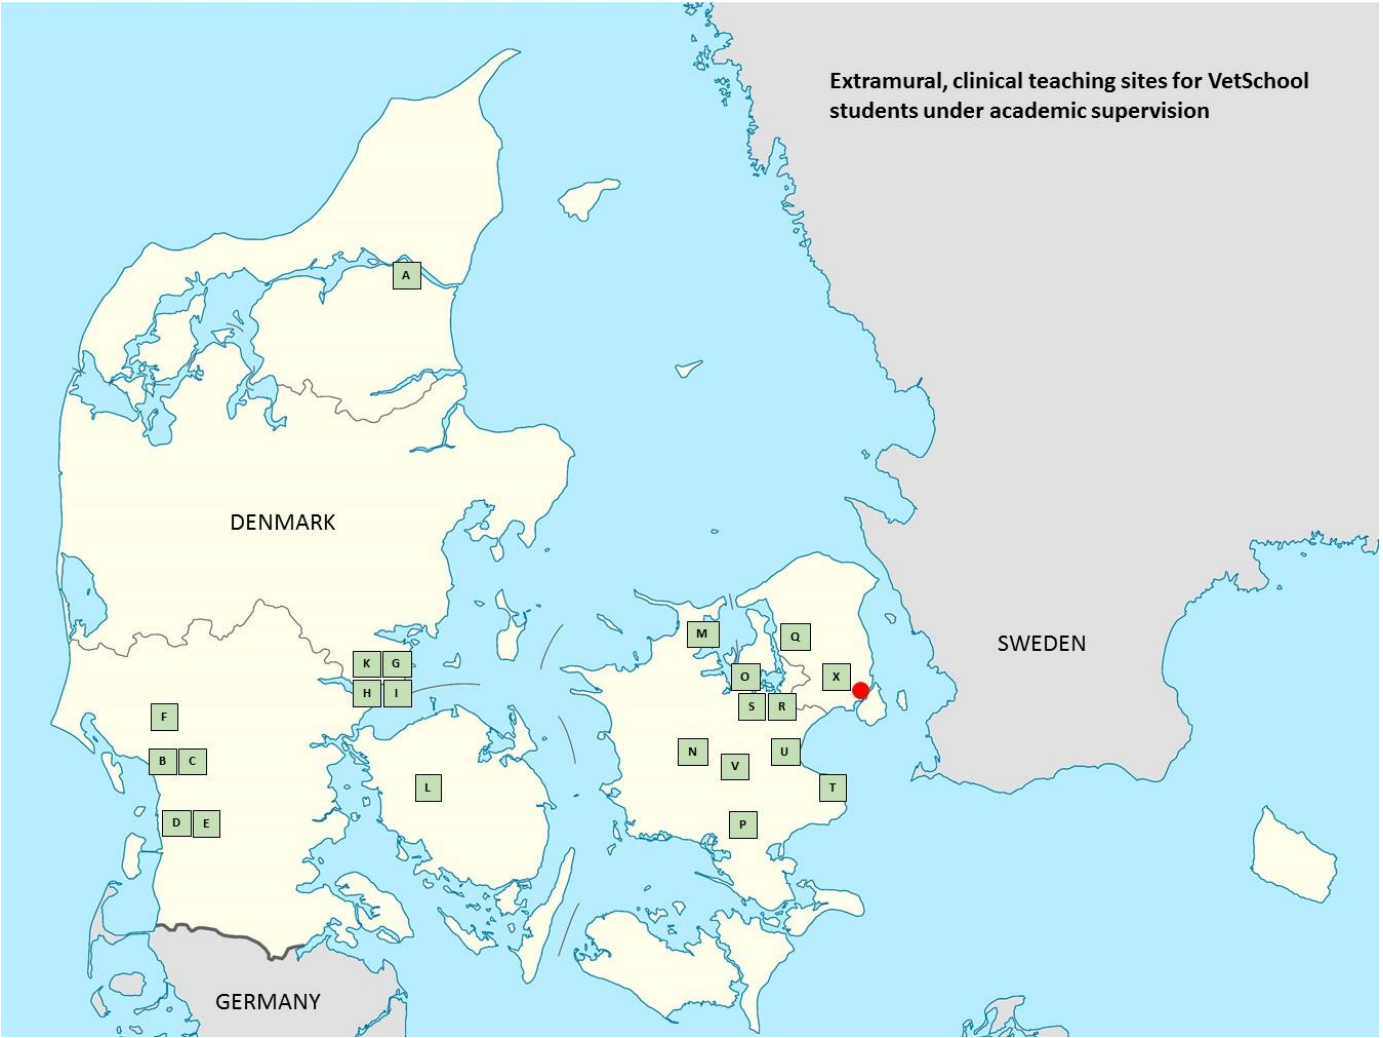 Extramural, clinical teaching sites for VetSchool
students under academic supervision
A
DENMARK
M
Q
SWEDEN
K G
O
X
H I
S R
F
N
U
B C
V
L
T
D E
P
GERMANY